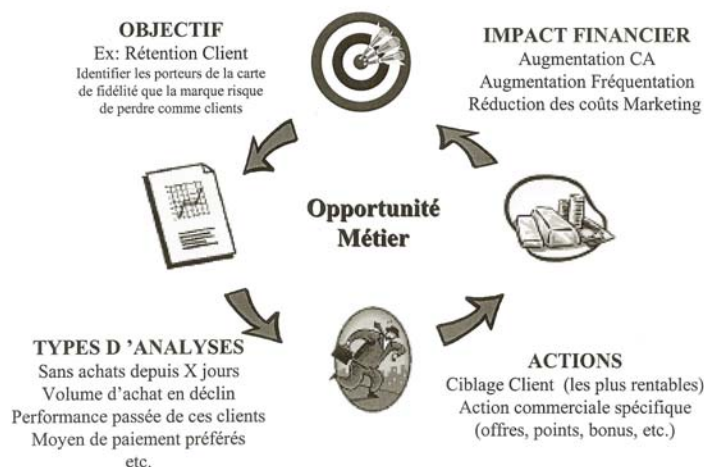 OBJECTIF
Ex: Rétention Client
Identifier les porteurs de la carte
de fidélité que la marque risque
de perdre comme clients
IMPACT FINANCIER
Augmentation CA
Augmentation Fréquentation
Réduction des coûts Marketing
Opportunité
Métier
TYPES D ’ANALYSES
Sans achats depuis X jours
Volume d’achat en déclin
Performance passée de ces clients
Moyen de paiement préférés
etc.
ACTIONS
Ciblage Client (les plus rentables)
Action commerciale spécifique
(offres, points, bonus, etc.)